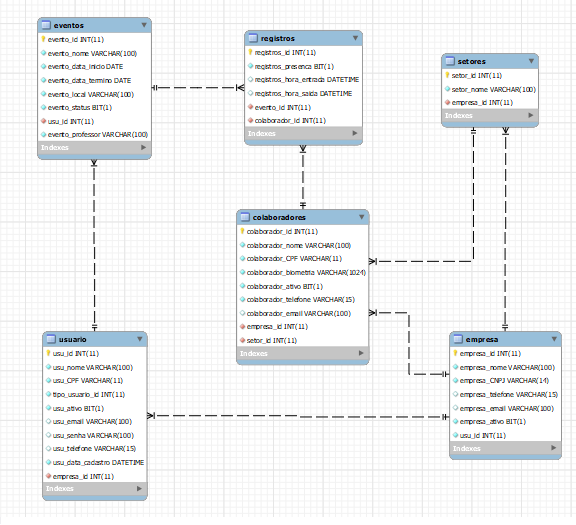 eventos
evento_id INT(11)
evento_nome VARCHAR(100)
evento_data_inicio DATE
evento_data_termino DATE
evento_local VARCHAR(100)
evento_status BIT(1)
usu_id INT(11)
evento_professor VARCHAR(100)
Indexes
registros
registros_id INT(11)
registros_presenca BIT(1)
registros_hora_entrada DATETIME
registros_hora_saida DATETIME
evento_id INT(11)
colaborador_id INT(11)
Indexes
setores
setor_id INT(11)
setor_nome VARCHAR(100)
empresa_id INT(11)
Indexes
colaboradores
colaborador_id INT(11)
colaborador_nome VARCHAR(100)
colaborador_CPF VARCHAR(11)
colaborador_biometria VARCHAR(1024)
colaborador_ativo BIT(1)
colaborador_telefone VARCHAR(15)
colaborador_email VARCHAR(100)
empresa_id INT(11)
setor_id INT(11)
Indexes
usuario
usu_id INT(11)
usu_nome VARCHAR(100)
usu_CPF VARCHAR(11)
tipo_usuario_id INT(11)
usu_ativo BIT(1)
usu_email VARCHAR(100)
usu_senha VARCHAR(100)
usu_telefone VARCHAR(15)
usu_data_cadastro DATETIME
empresa_id INT(11)
Indexes
empresa
empresa_id INT(11)
empresa_nome VARCHAR(100)
empresa_CNPJ VARCHAR(14)
empresa_telefone VARCHAR(15)
empresa_email VARCHAR(100)
empresa_ativo BIT(1)
usu_id INT(11)
Indexes